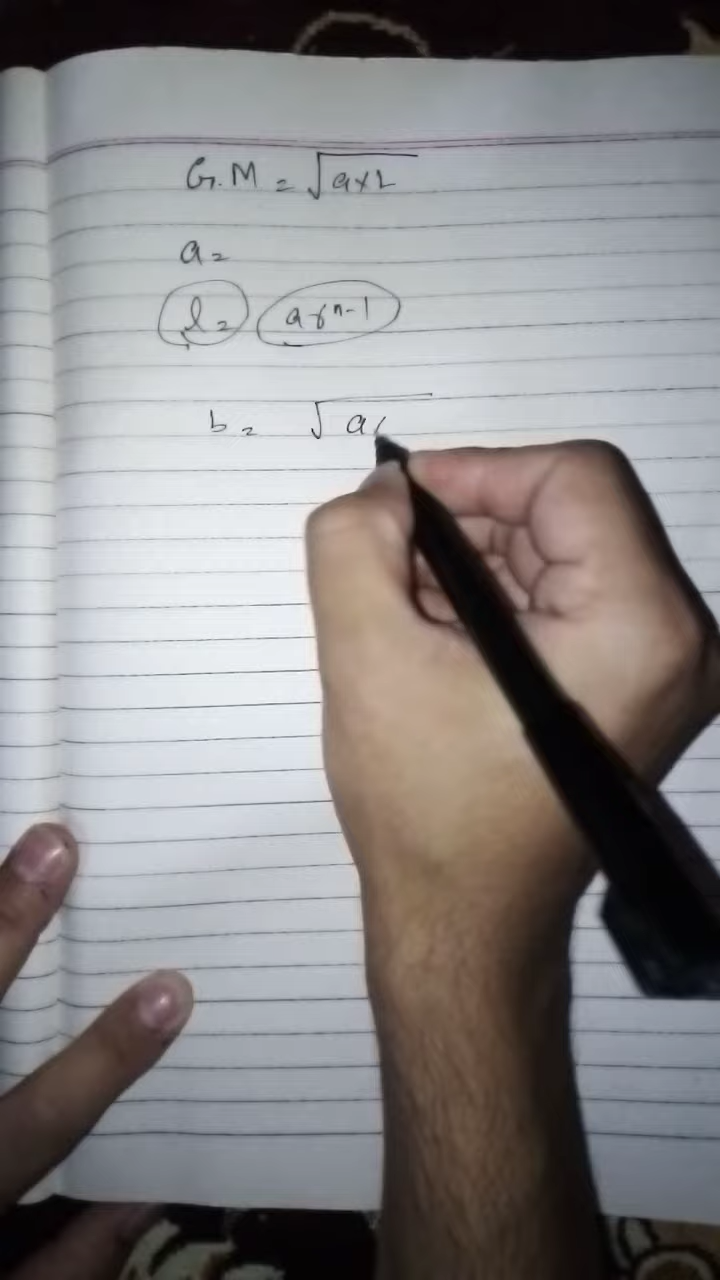 G.M = √a×L
a =
l = ar^n-1
b = √a(